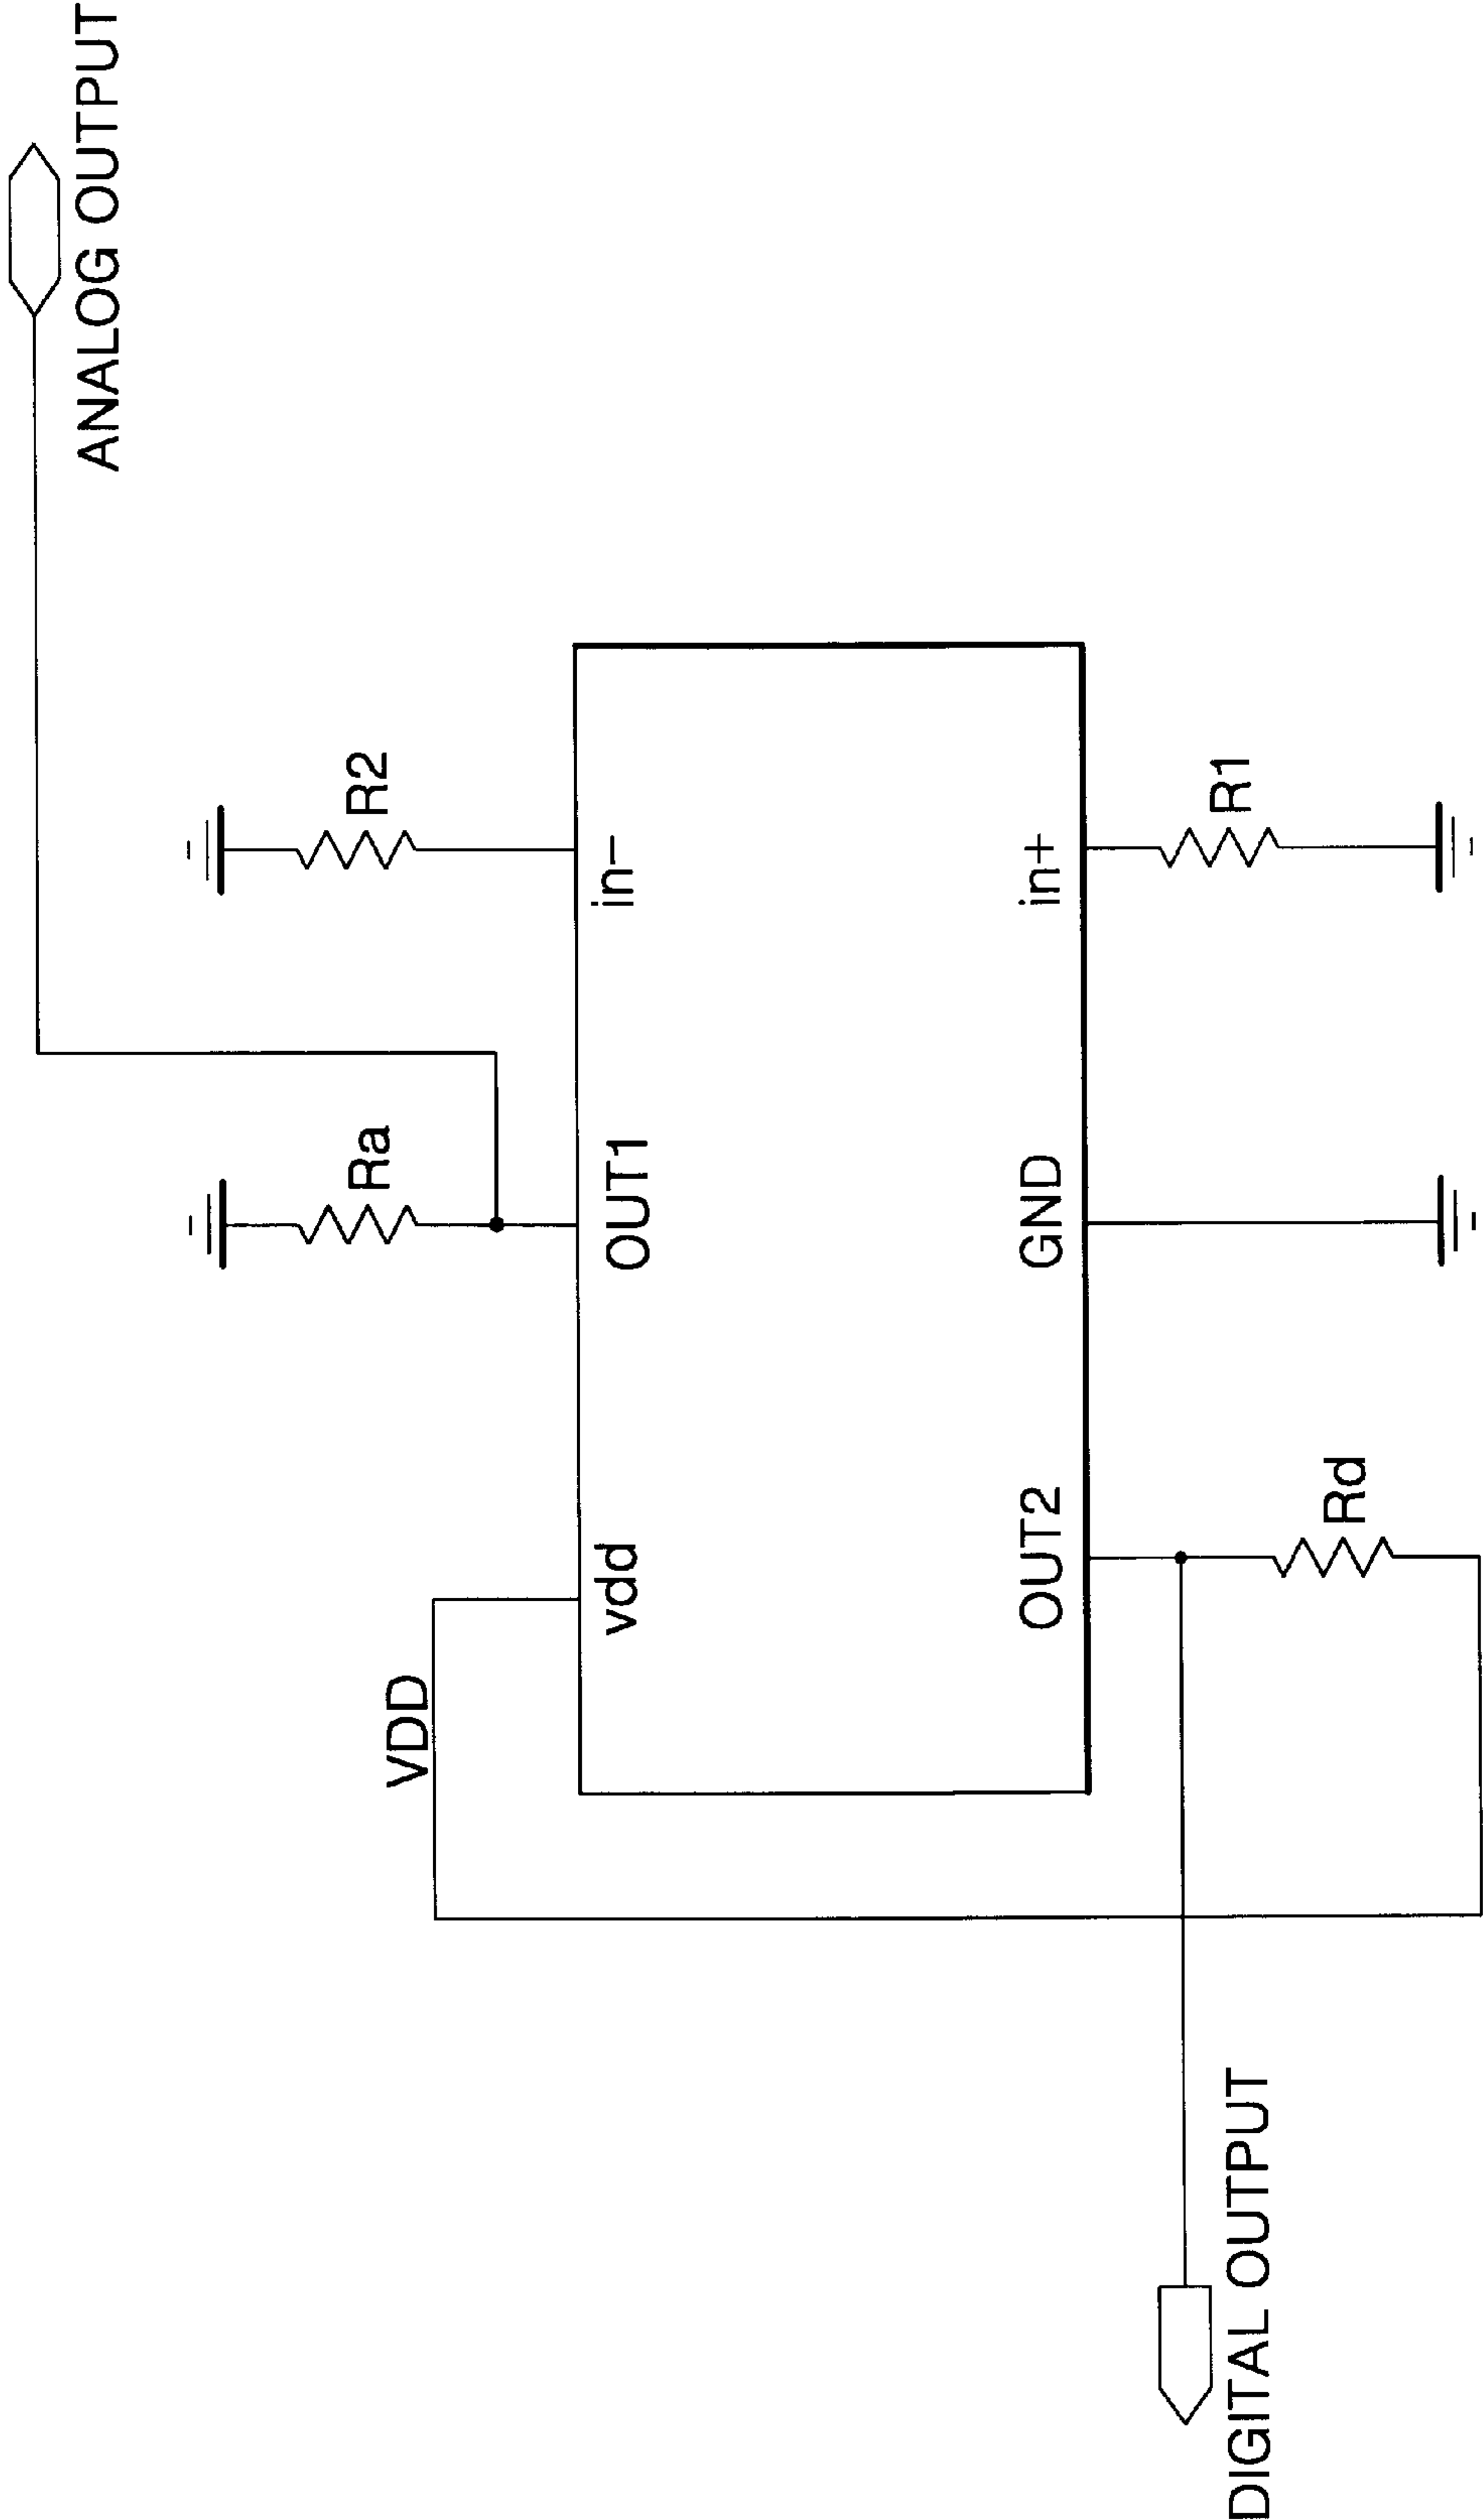 ANALOG OUTPUT
R2
Ra
VDD
in-
OUT1
vdd
in+
GND
OUT2
R1
Rd
DIGITAL OUTPUT